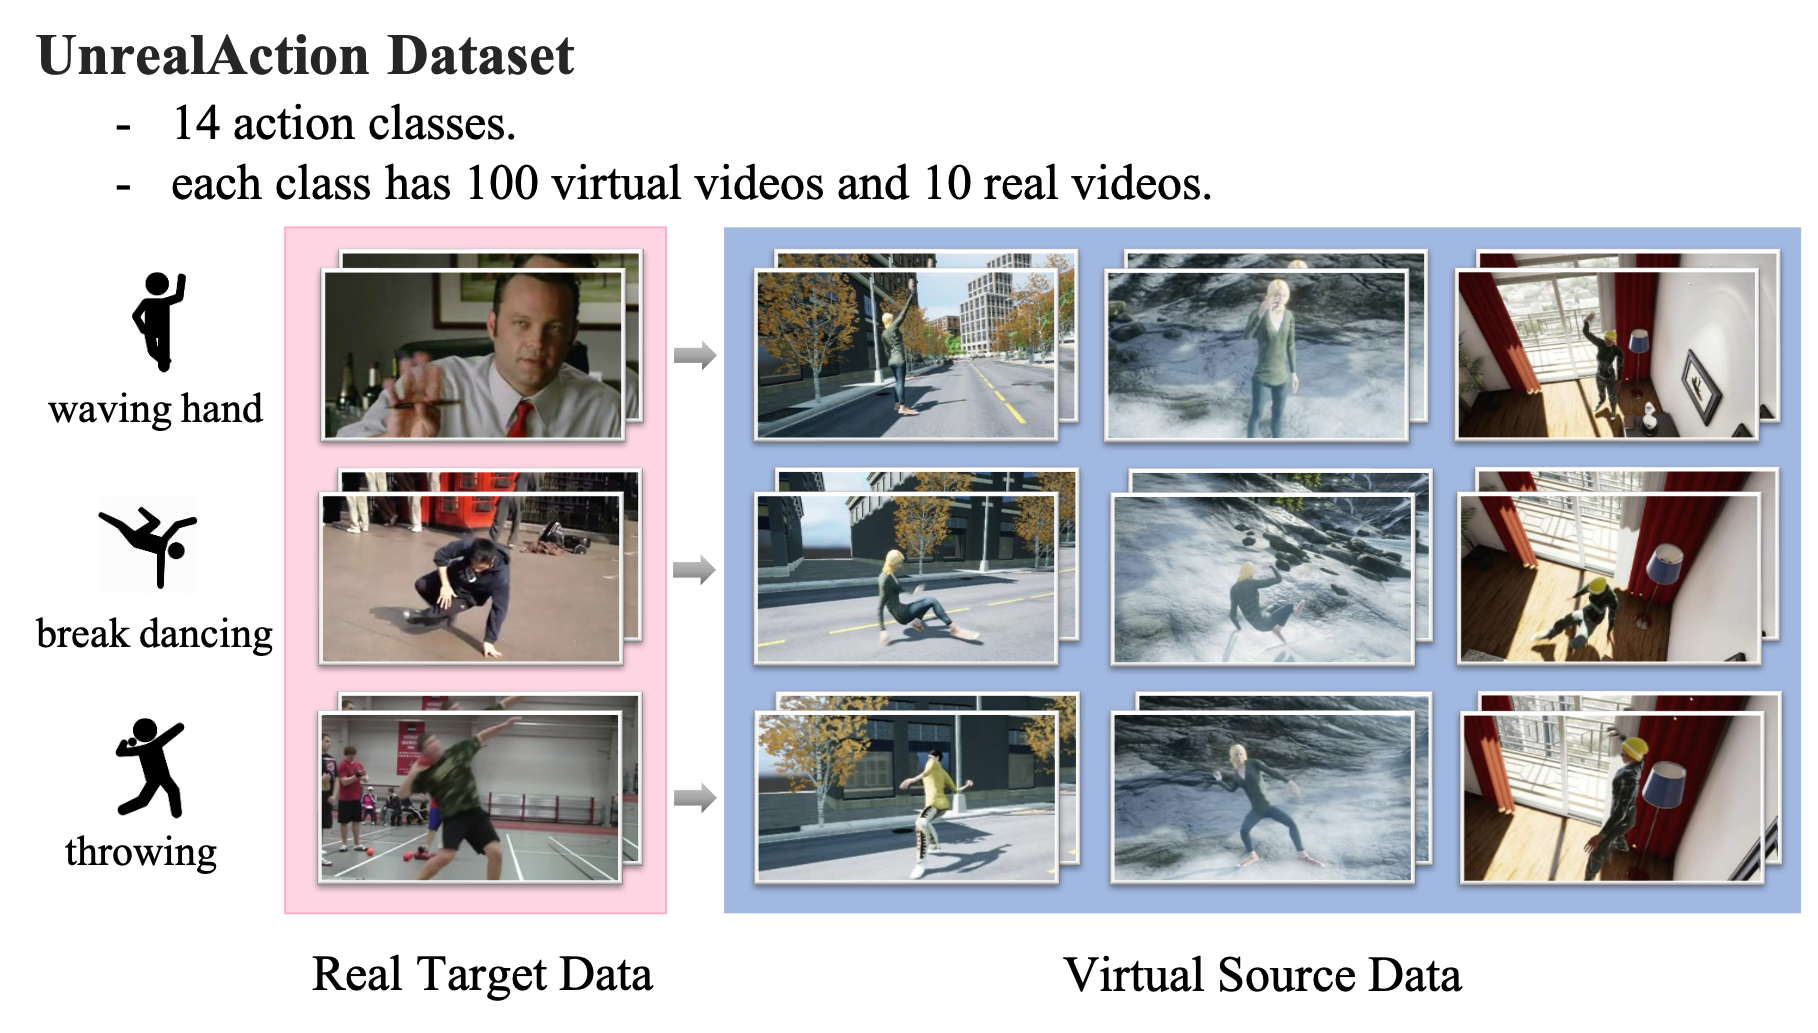 UnrealAction Dataset
- 14 action classes.
- each class has 100 virtual videos and 10 real videos.
waving hand
break dancing
throwing
Real Target Data
Virtual Source Data